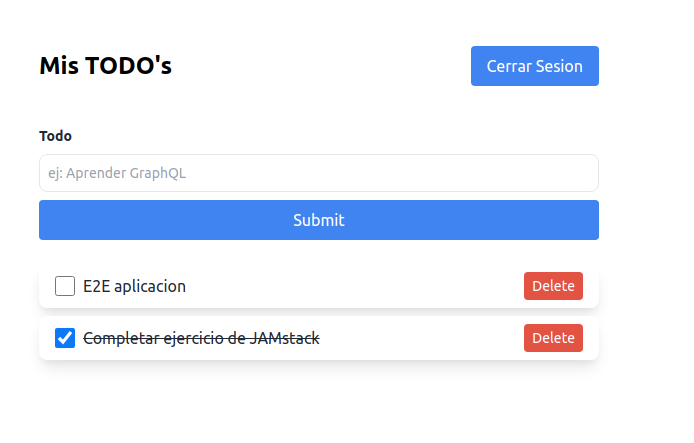 Mis TODO's
Cerrar Sesion
Todo
ej: Aprender GraphQL
Submit
E2E aplicacion
Delete
Completar ejercicio de JAMstack
Delete